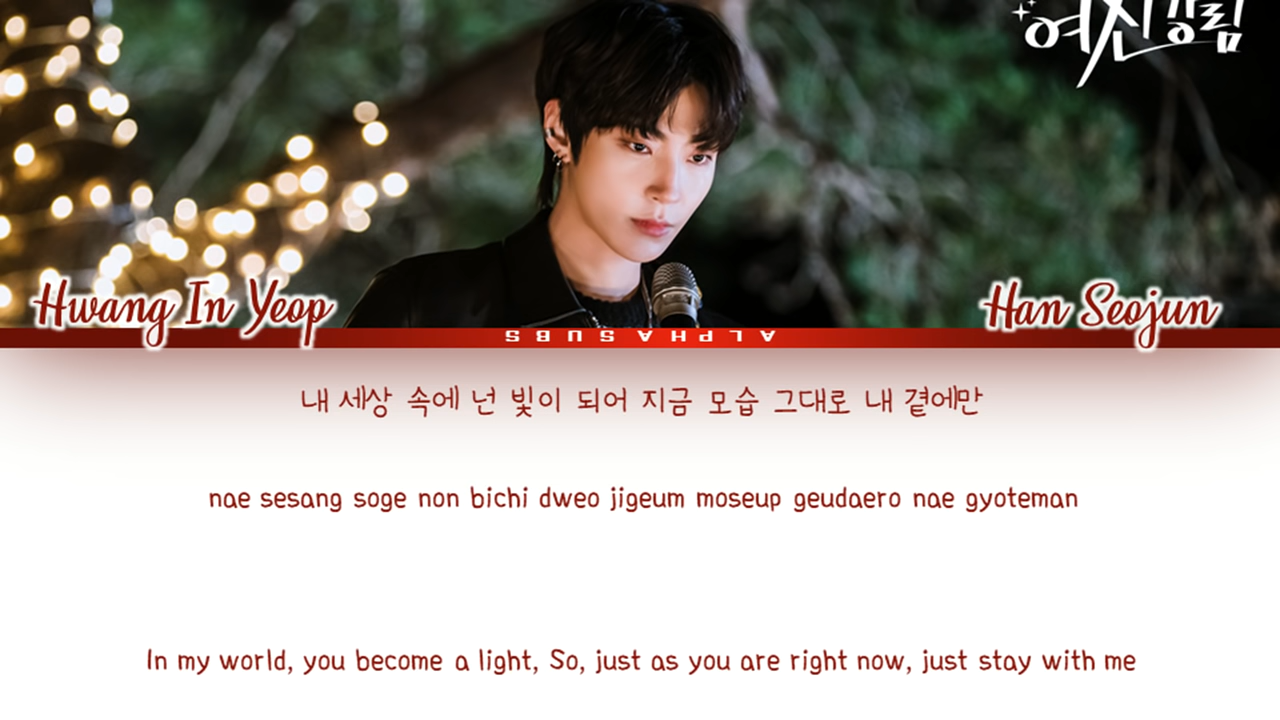 여신강림
Hwang In Yeop
Han Seojun
ALPHASUBS
내 세상 속에 넌 빛이 되어 지금 모습 그대로 내 곁에만
nae sesang soge non bichi dweo jigeum moseup geudaero nae gyoteman
In my world, you become a light, So, just as you are right now, just stay with me